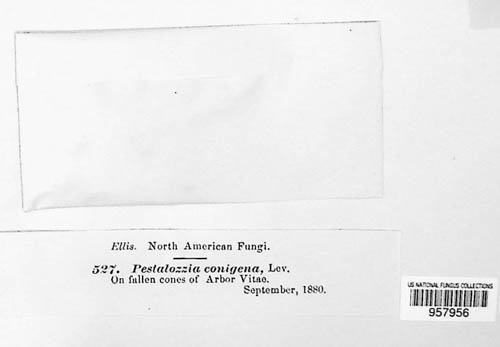 Ellis. North American Fungi.
527. Pestalozzia conigena, Lev.
On fallen cones of Arbor Vitae.
September, 1880.
US NATIONAL FUNGUS COLLECTIONS
957956